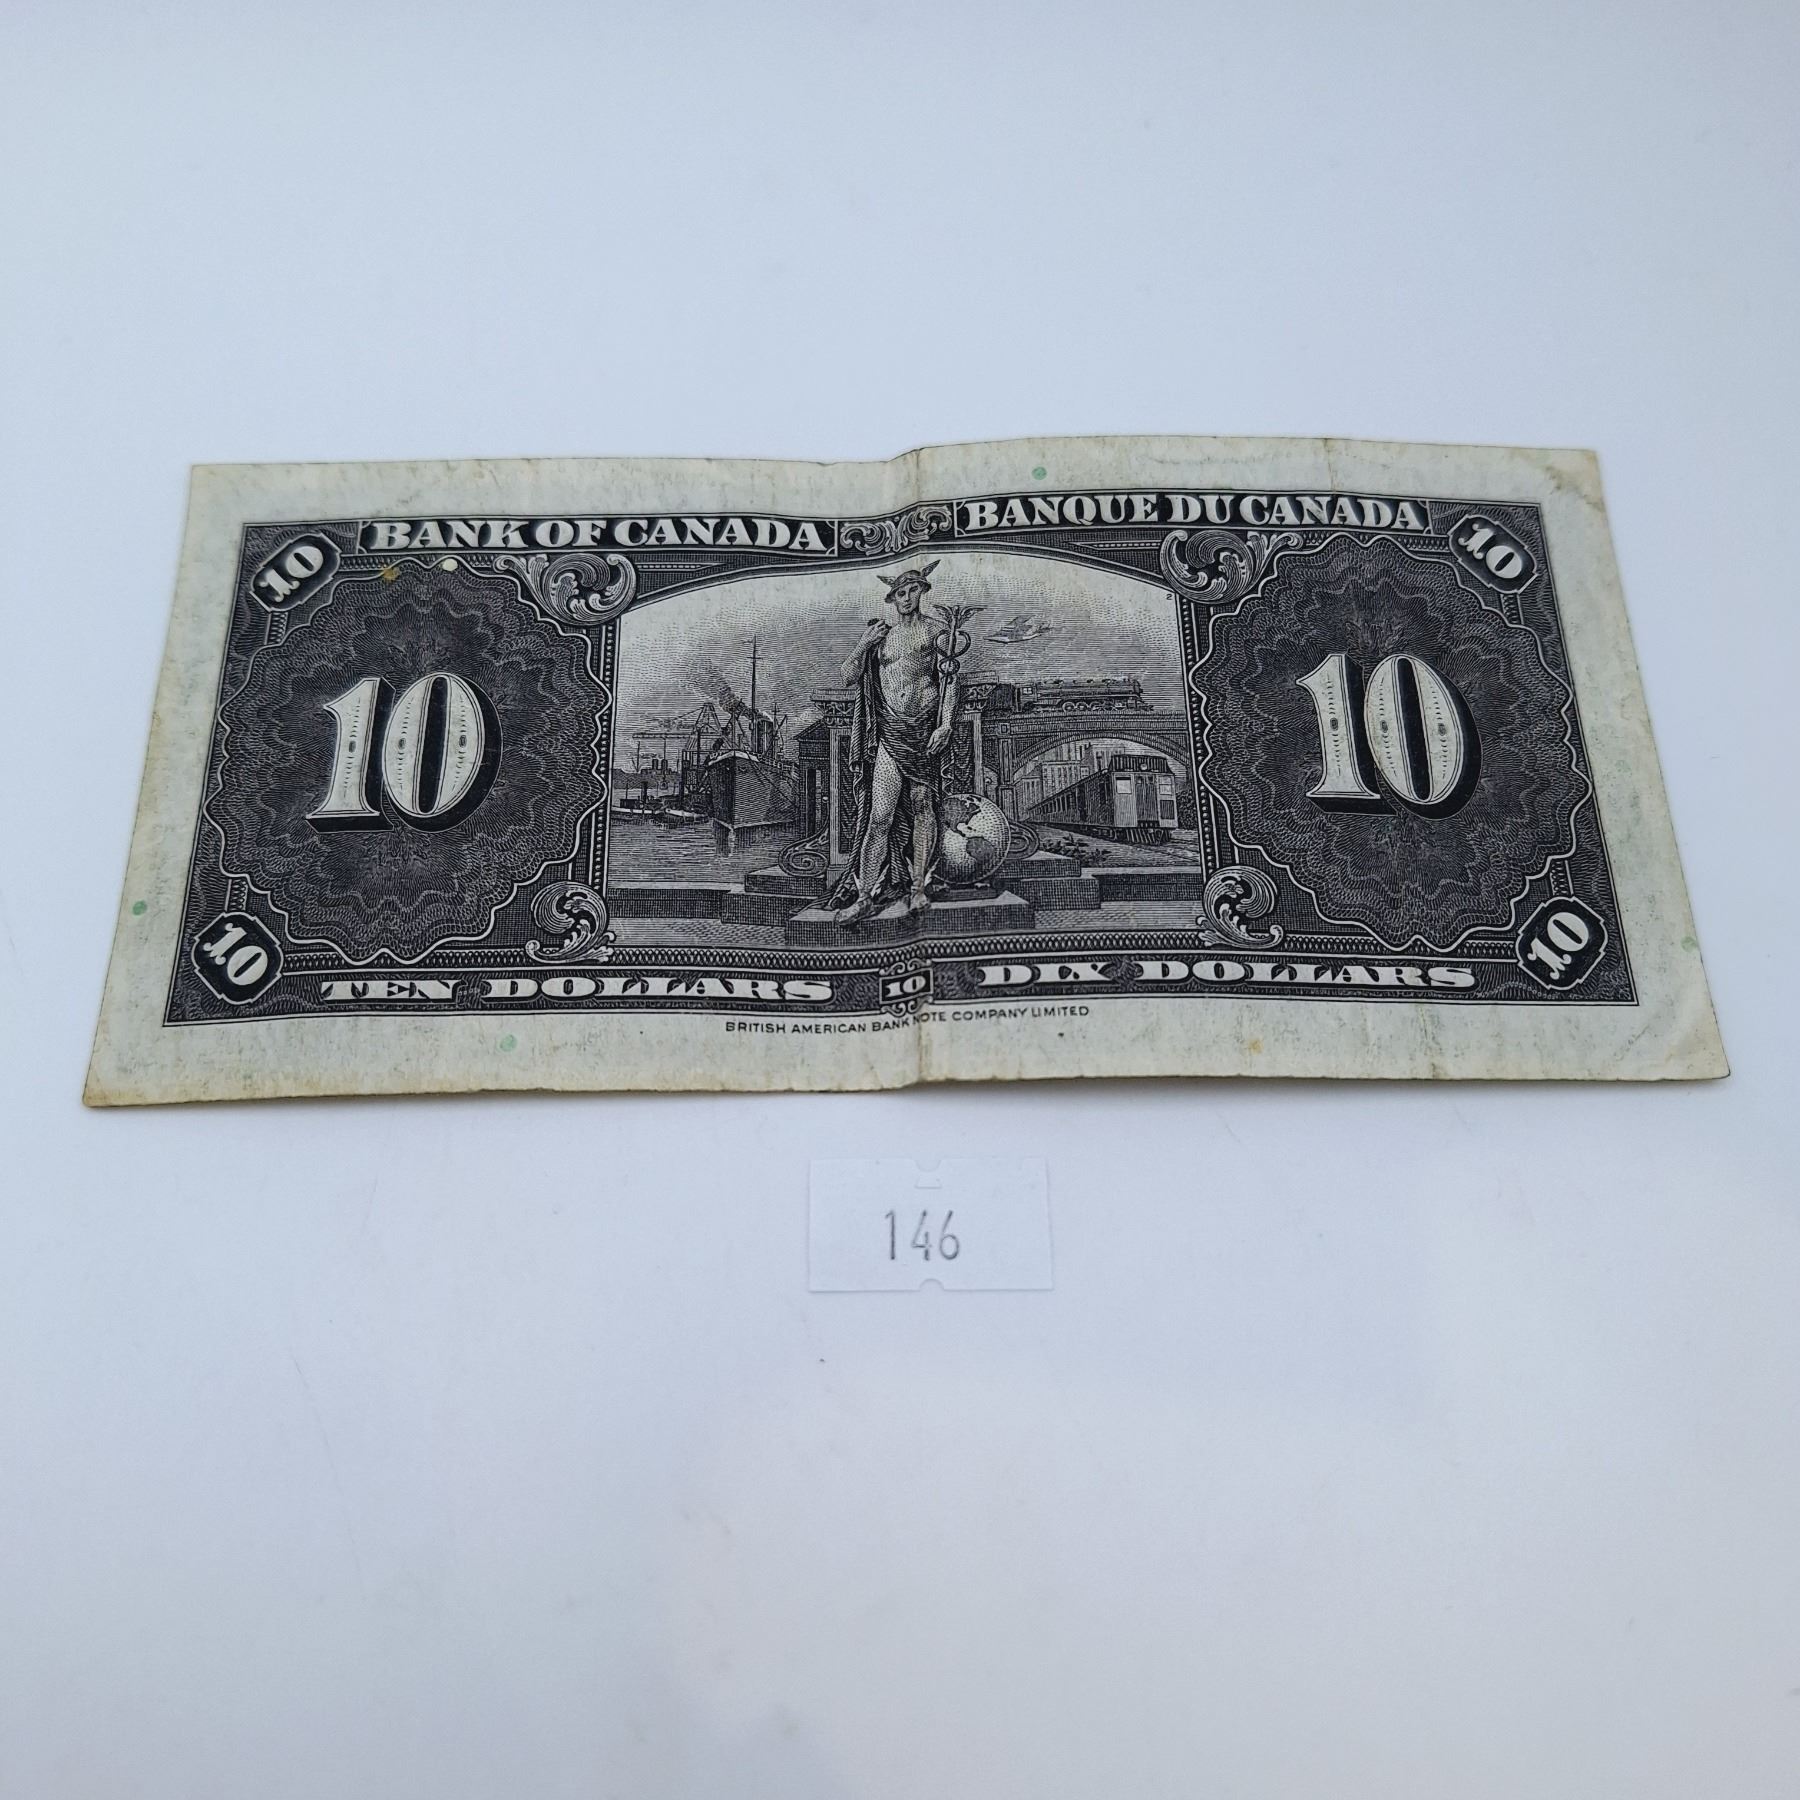 BANK OF CANADA BANQUE DU CANADA
10 10
2
10 10
10 10
TEN DOLLARS 10 DIX DOLLARS
BRITISH AMERICAN BANK NOTE COMPANY LIMITED
146